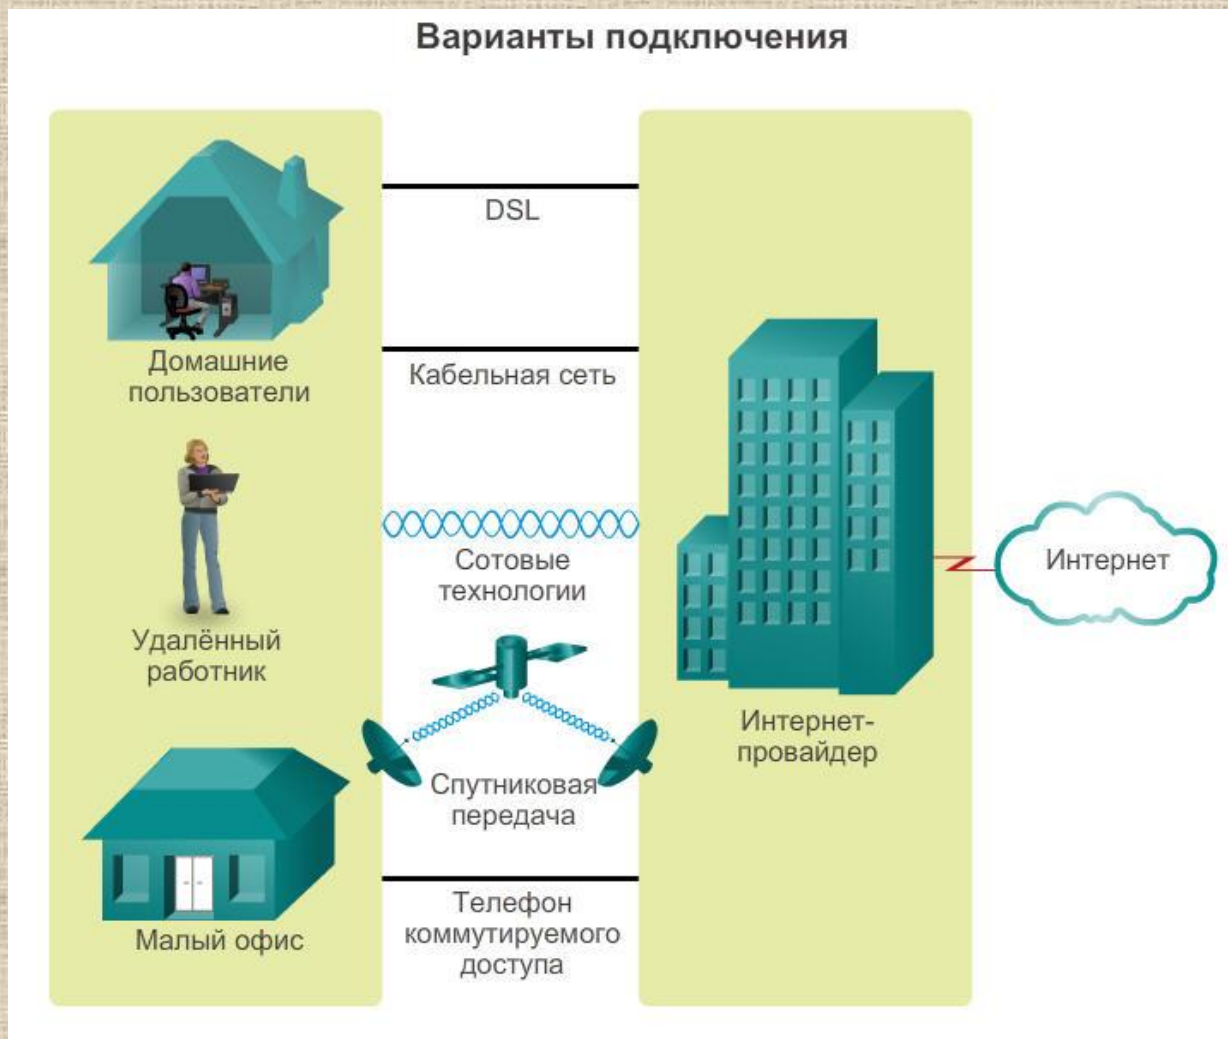 Варианты подключения
DSL
Домашние
пользователи
Кабельная сеть
Сотовые
технологии
Удалённый
работник
Интернет-
провайдер
Интернет
Спутниковая
передача
Малый офис
Телефон
коммутируемого
доступа